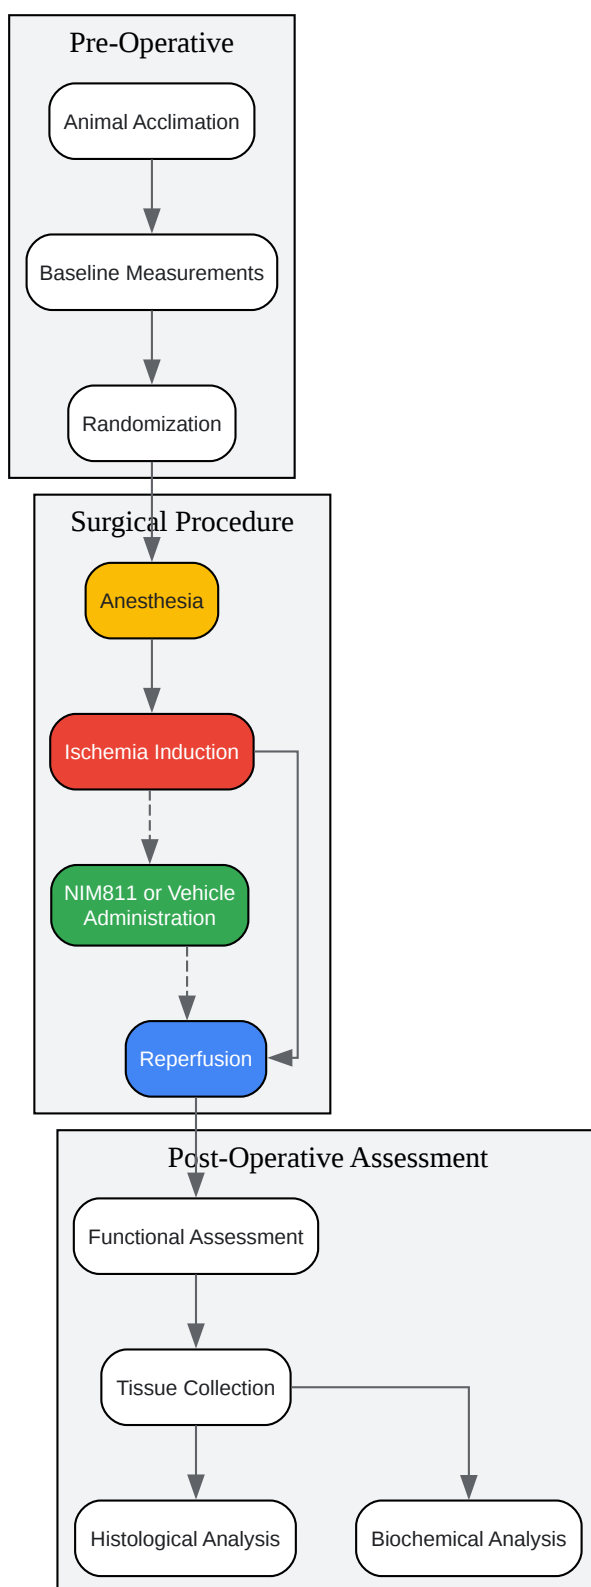 Pre-Operative
Animal Acclimation
Baseline Measurements
Randomization
Surgical Procedure
Anesthesia
Ischemia Induction
NIM811 or Vehicle
Administration
Reperfusion
Post-Operative Assessment
Functional Assessment
Tissue Collection
Histological Analysis
Biochemical Analysis